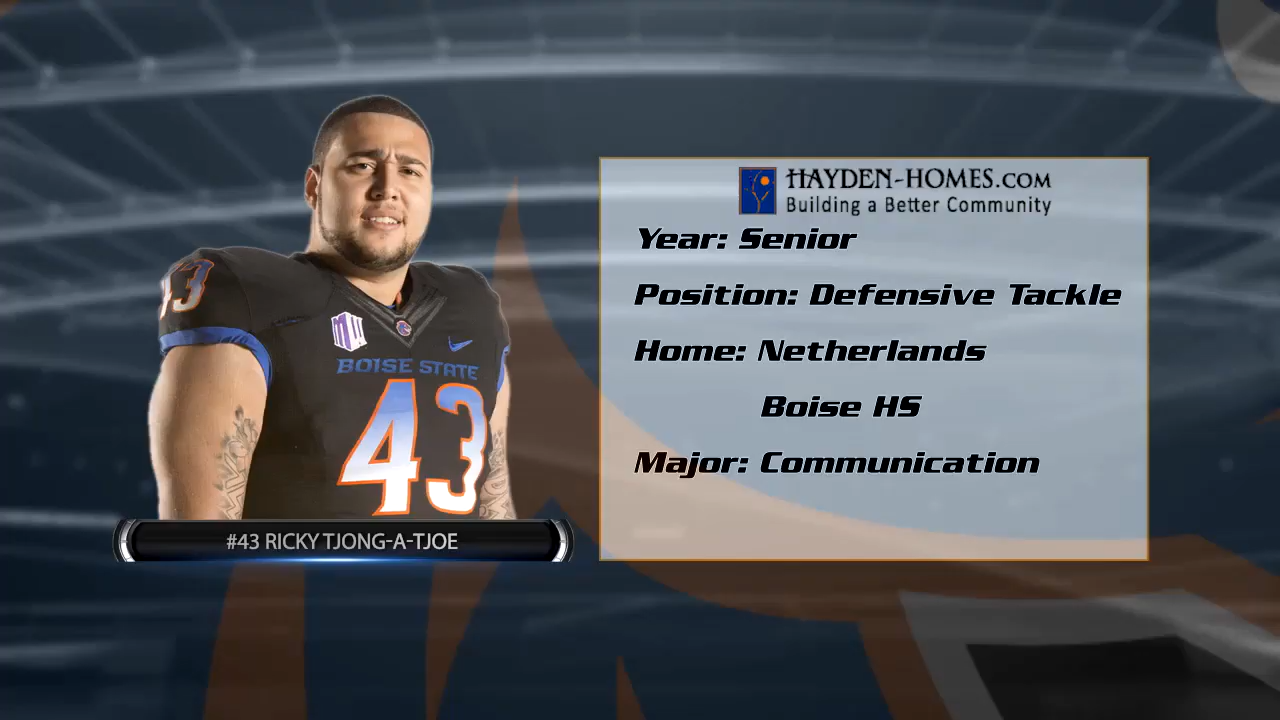 HAYDEN-HOMES.COM
Building a Better Community
Year: Senior
Position: Defensive Tackle
Home: Netherlands
Boise HS
Major: Communication
43
MW
BOISE STATE
43
#43 RICKY TJONG-A-TJOE